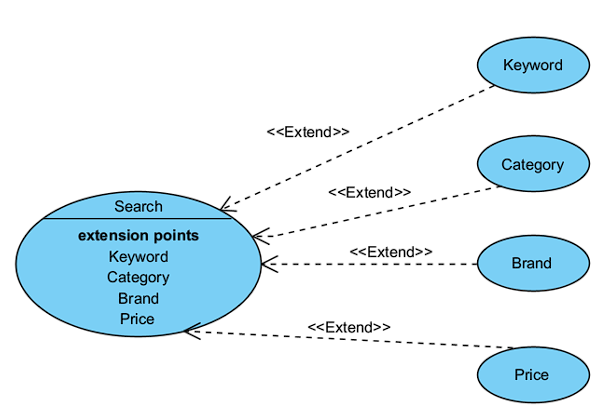 Keyword
<<Extend>>
Category
<<Extend>>
Search
extension points
Keyword
Category
Brand
Price
<<Extend>>
Brand
<<Extend>>
Price